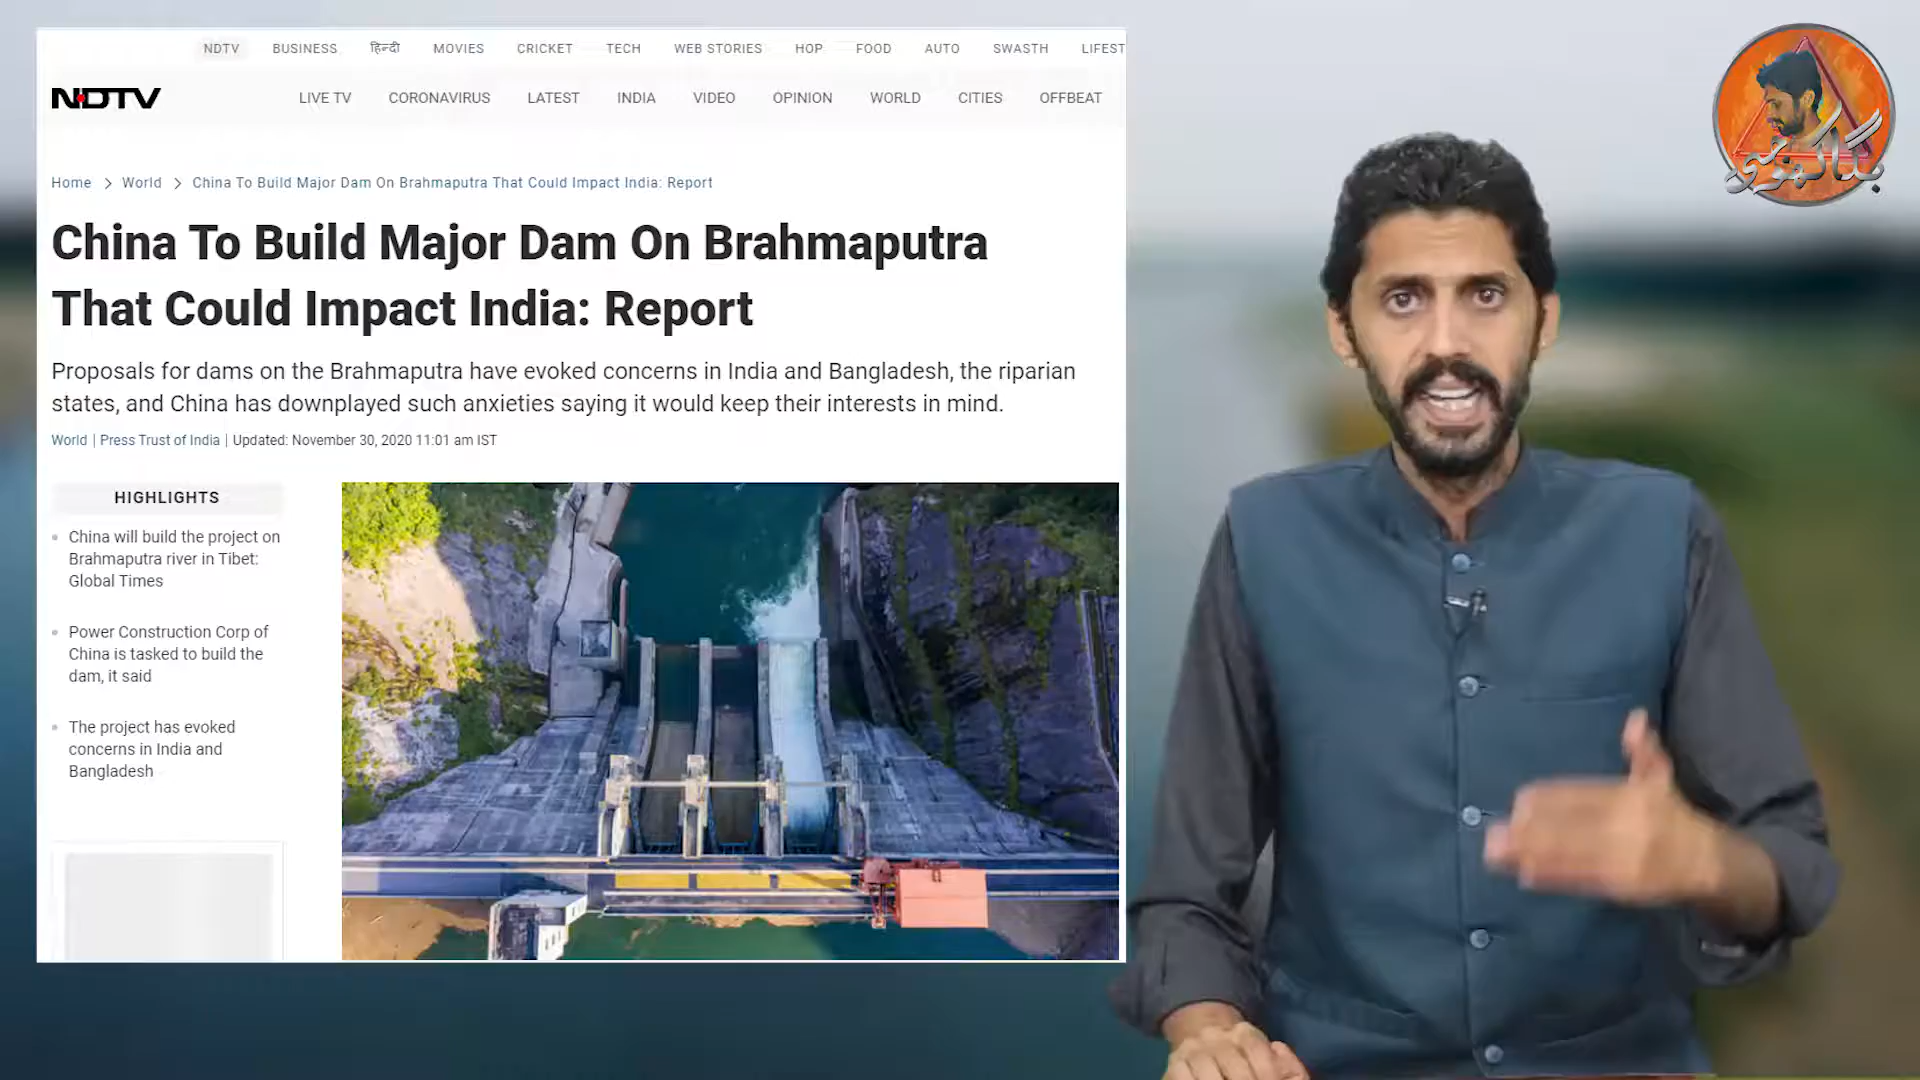 NDTV BUSINESS हिन्दी MOVIES CRICKET TECH WEB STORIES HOP FOOD AUTO SWASTH LIFEST
NDTV LIVE TV CORONAVIRUS LATEST INDIA VIDEO OPINION WORLD CITIES OFFBEAT
Home > World > China To Build Major Dam On Brahmaputra That Could Impact India: Report
China To Build Major Dam On Brahmaputra
That Could Impact India: Report
Proposals for dams on the Brahmaputra have evoked concerns in India and Bangladesh, the riparian
states, and China has downplayed such anxieties saying it would keep their interests in mind.
World | Press Trust of India | Updated: November 30, 2020 11:01 am IST
HIGHLIGHTS
China will build the project on
Brahmaputra river in Tibet:
Global Times
Power Construction Corp of
China is tasked to build the
dam, it said
The project has evoked
concerns in India and
Bangladesh